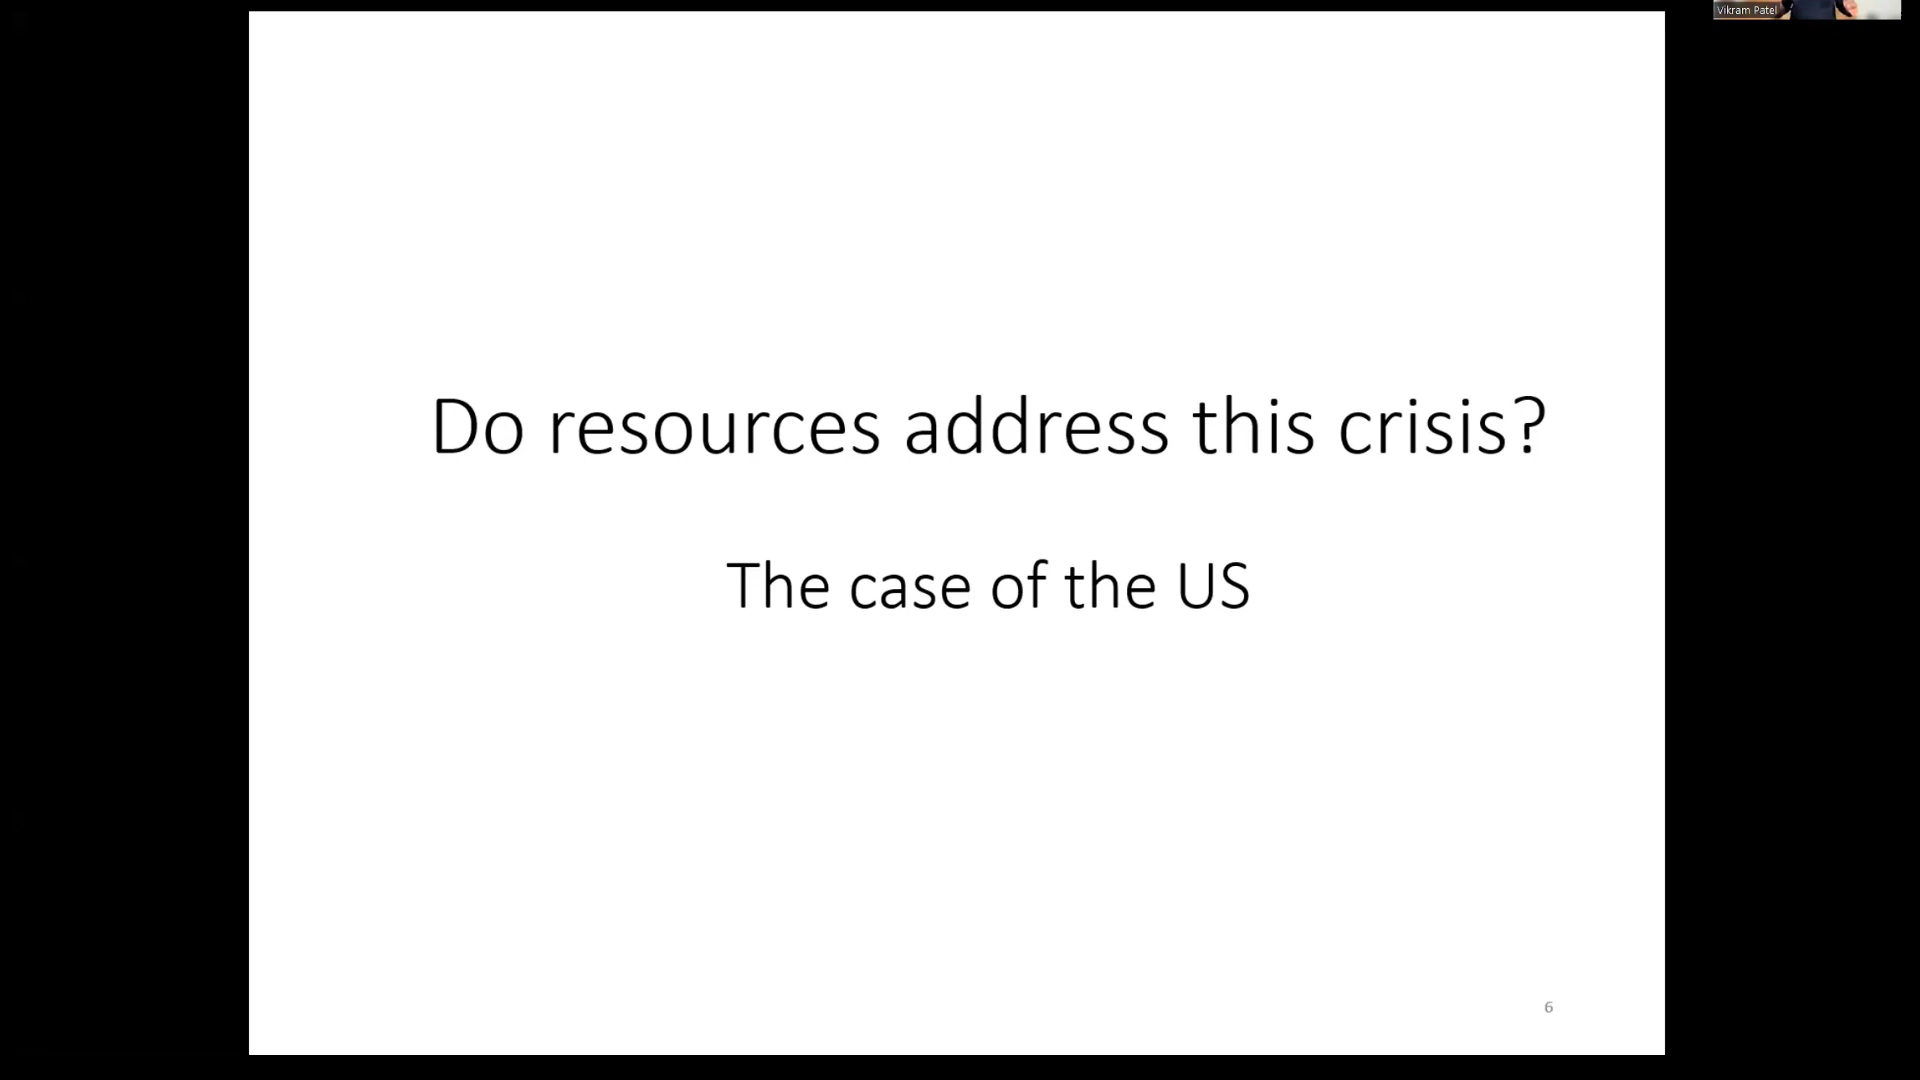 Vikram Patel
Do resources address this crisis?
The case of the US
6